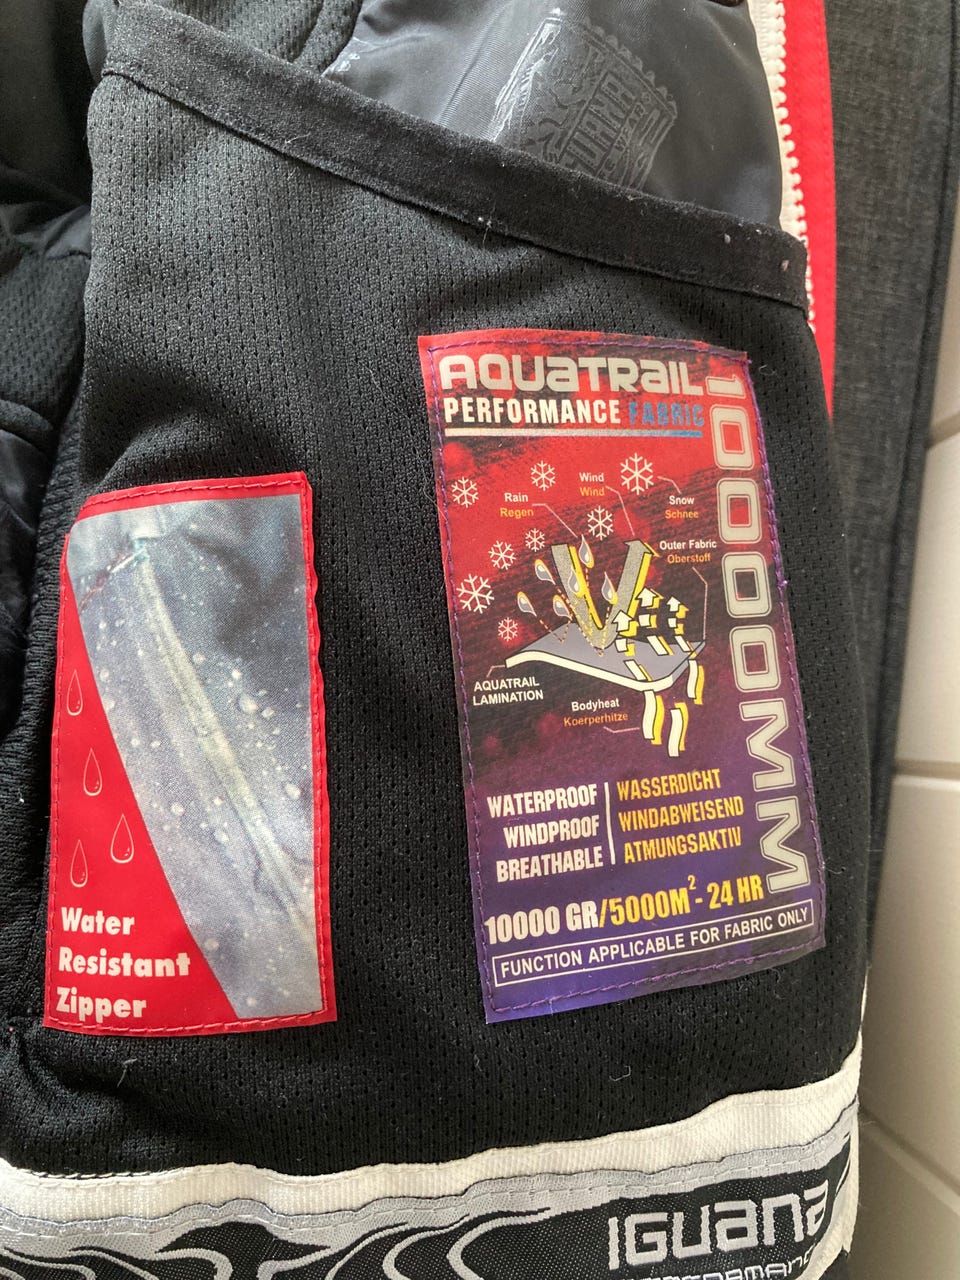 IGUANA
Water
Resistant
Zipper
AQUATRAIL
PERFORMANCE FABRIC
10000MM
Rain
Regen
Wind
Wind
Snow
Schnee
Outer Fabric
Oberstoff
AQUATRAIL
LAMINATION
Bodyheat
Koerperhitze
WATERPROOF
WINDPROOF
BREATHABLE
WASSERDICHT
WINDABWEISEND
ATMUNGSAKTIV
10000 GR/5000M² - 24 HR
FUNCTION APPLICABLE FOR FABRIC ONLY
IGUANA